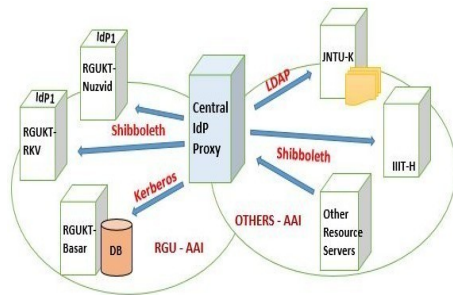 IdP1
RGUKT-
Nuzvid
IdP1
RGUKT-
RKV
Shibboleth
Central
IdP
Proxy
LDAP
JNTU-K
Shibboleth
IIIT-H
Kerberos
RGUKT-
Basar
DB
RGU - AAI
OTHERS - AAI
Other
Resource
Servers